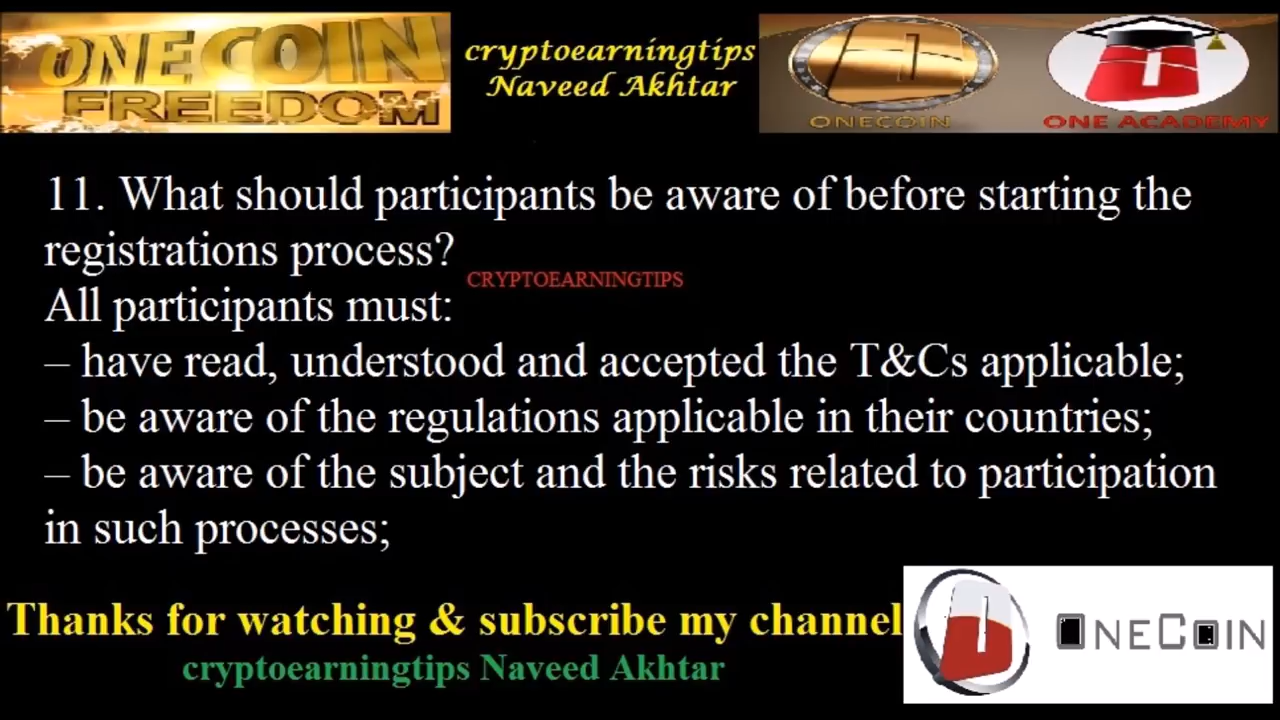 ONE COIN
FREEDOM
cryptoearningtips
Naveed Akhtar
ONECOIN
ONE ACADEMY
11. What should participants be aware of before starting the
registrations process?
CRYPTOEARNINGTIPS
All participants must:
– have read, understood and accepted the T&Cs applicable;
– be aware of the regulations applicable in their countries;
– be aware of the subject and the risks related to participation
in such processes;
Thanks for watching & subscribe my channel
cryptoearningtips Naveed Akhtar
ONECOIN